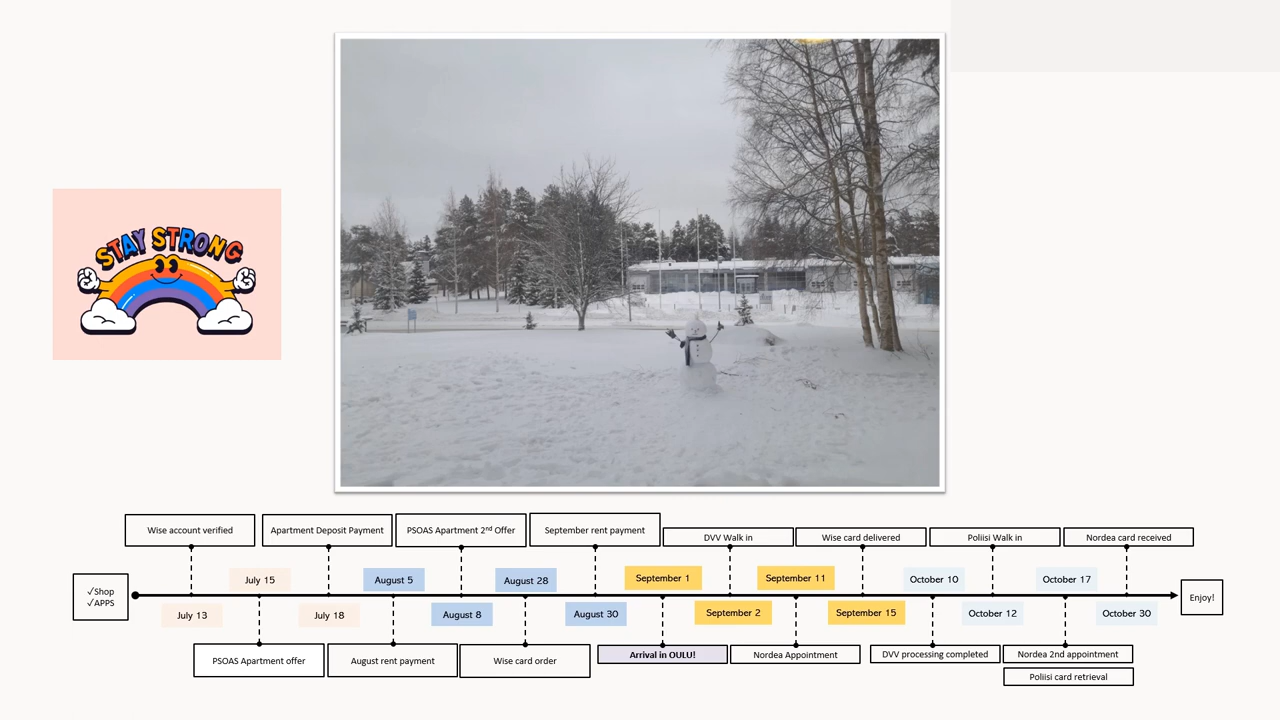 STAY STRONG
Wise account verified
Apartment Deposit Payment
PSOAS Apartment 2nd Offer
September rent payment
DVV Walk in
Wise card delivered
Poliisi Walk in
Nordea card received
July 15
August 5
August 28
September 1
September 11
October 10
October 17
✓Shop
✓APPS
Enjoy!
July 13
July 18
August 8
August 30
September 2
September 15
October 12
October 30
PSOAS Apartment offer
August rent payment
Wise card order
Arrival in OULU!
Nordea Appointment
DVV processing completed
Nordea 2nd appointment
Poliisi card retrieval